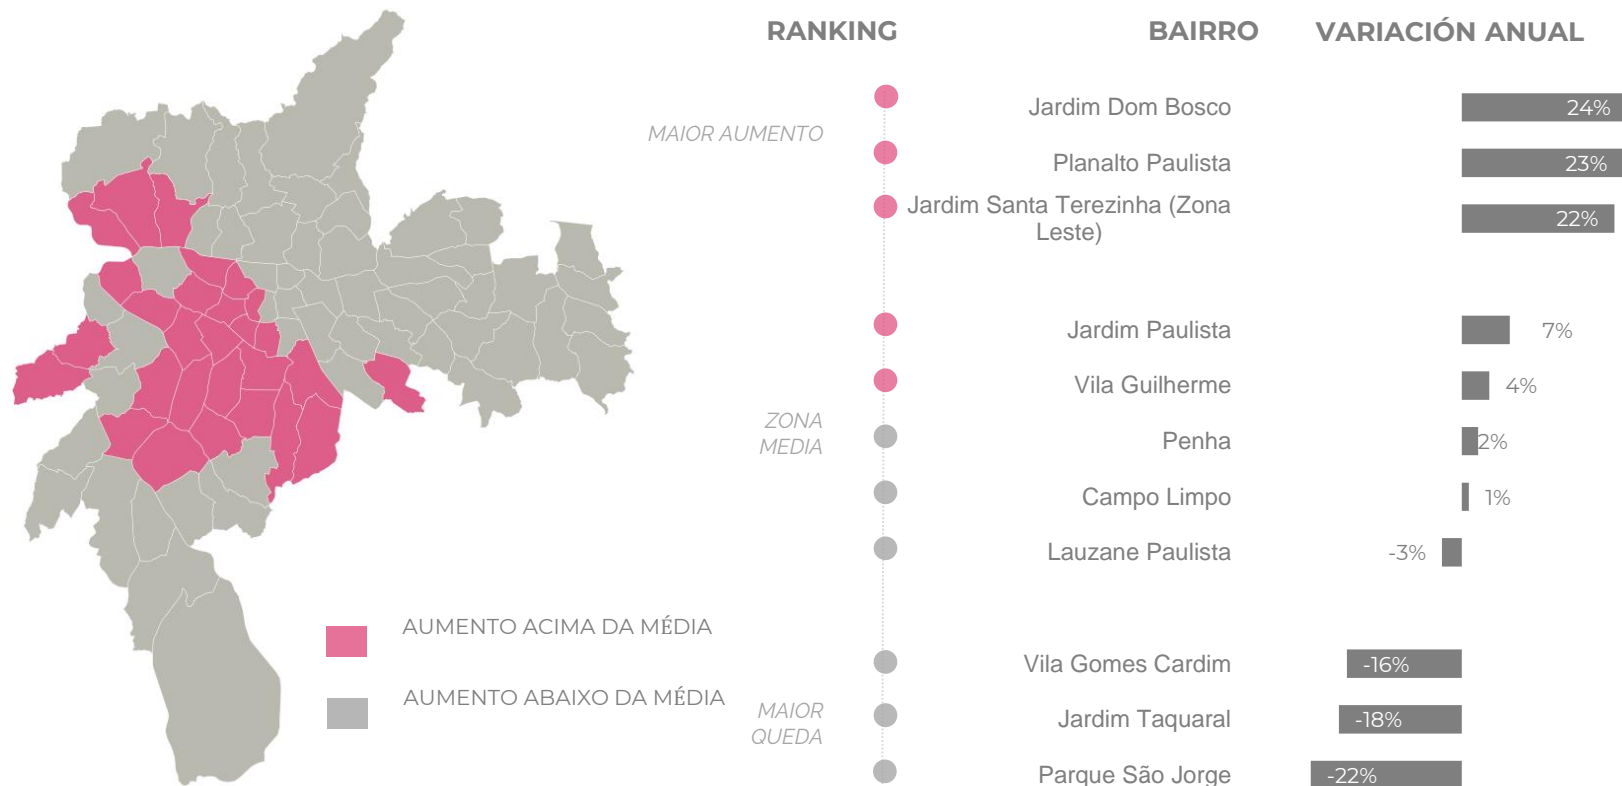 RANKING BAIRRO VARIACIÓN ANUAL
MAIOR AUMENTO
Jardim Dom Bosco 24%
Planalto Paulista 23%
Jardim Santa Terezinha (Zona
Leste) 22%
Jardim Paulista 7%
Vila Guilherme 4%
ZONA
MEDIA
Penha 2%
Campo Limpo 1%
Lauzane Paulista -3%
AUMENTO ACIMA DA MÉDIA
AUMENTO ABAIXO DA MÉDIA
Vila Gomes Cardim -16%
MAIOR
QUEDA
Jardim Taquaral -18%
Parque São Jorge -22%